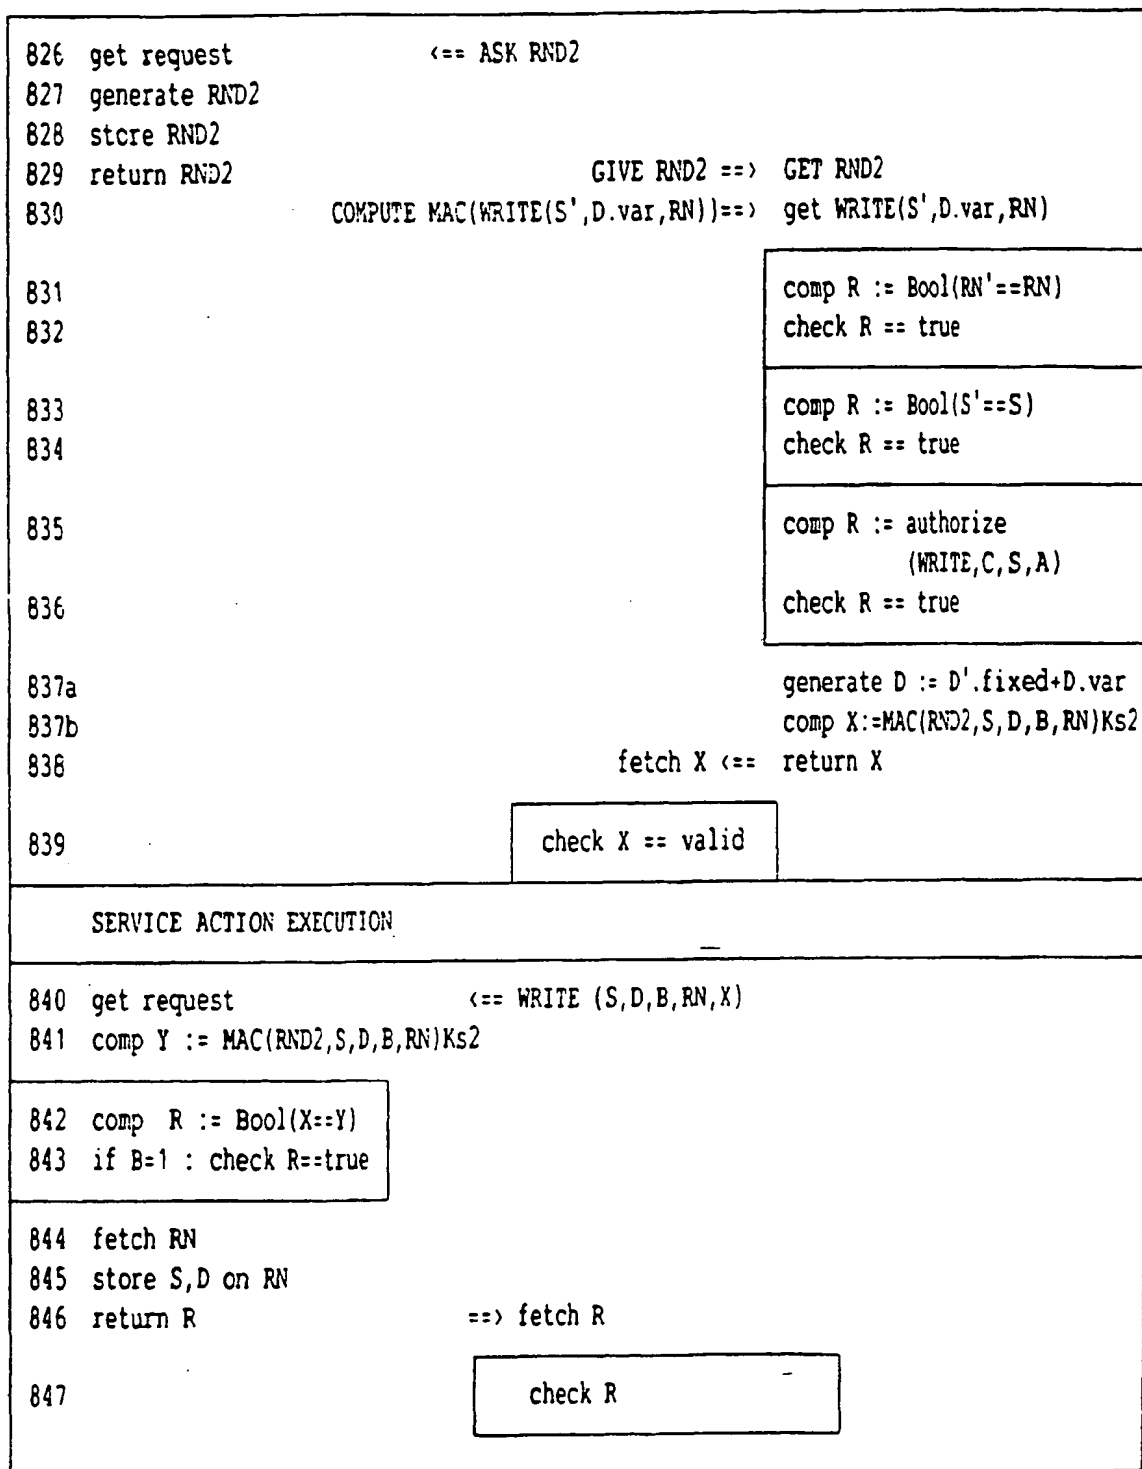 826 get request <== ASK RND2
827 generate RND2
828 store RND2
829 return RND2 GIVE RND2 ==> GET RND2
830 COMPUTE MAC(WRITE(S',D.var,RN))==> get WRITE(S',D.var,RN)
831 comp R := Bool(RN'==RN)
832 check R == true
833 comp R := Bool(S'==S)
834 check R == true
835 comp R := authorize
(WRITE,C,S,A)
836 check R == true
837a generate D := D'.fixed+D.var
837b comp X:=MAC(RND2,S,D,B,RN)Ks2
838 fetch X <== return X
839 check X == valid
SERVICE ACTION EXECUTION
840 get request <== WRITE (S,D,B,RN,X)
841 comp Y := MAC(RND2,S,D,B,RN)Ks2
842 comp R := Bool(X==Y)
843 if B=1 : check R==true
844 fetch RN
845 store S,D on RN
846 return R ==> fetch R
847 check R